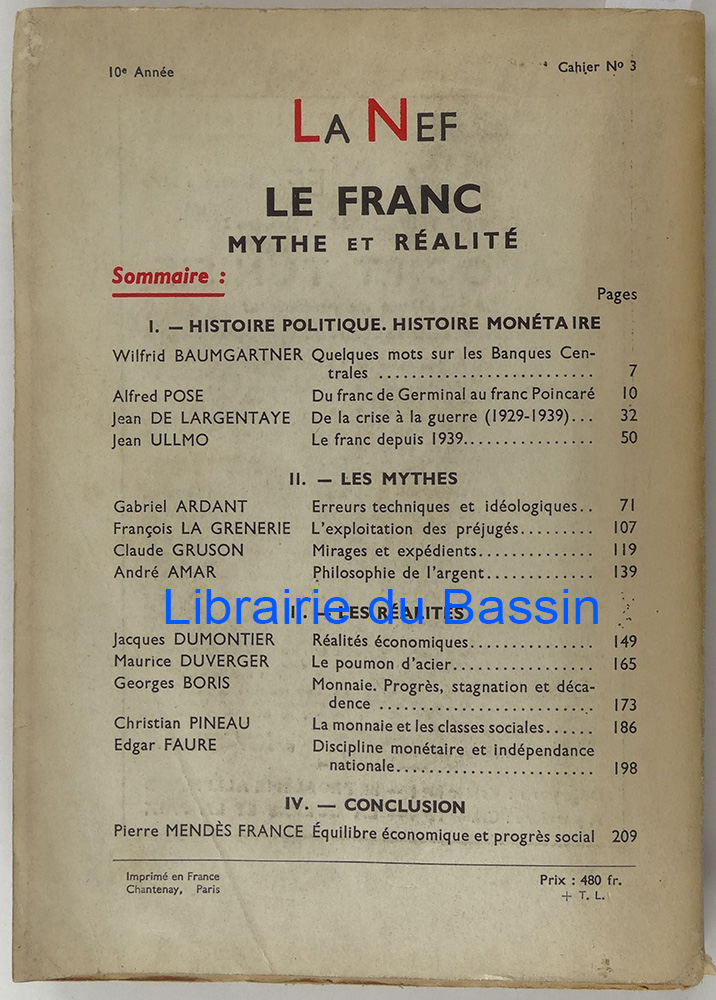 10e Année
Cahier No 3
LA NEF
LE FRANC
MYTHE ET RÉALITÉ
Sommaire :
Pages
I. — HISTOIRE POLITIQUE. HISTOIRE MONÉTAIRE
Wilfrid BAUMGARTNER Quelques mots sur les Banques Cen-
trales ........................... 7
Alfred POSE Du franc de Germinal au franc Poincaré 10
Jean DE LARGENTAYE De la crise à la guerre (1929-1939)... 32
Jean ULLMO Le franc depuis 1939................ 50
II. — LES MYTHES
Gabriel ARDANT Erreurs techniques et idéologiques.. 71
François LA GRENERIE L'exploitation des préjugés......... 107
Claude GRUSON Mirages et expédients.............. 119
André AMAR Philosophie de l'argent............. 139
Librairie du Bassin
— LES RÉALITÉS
Jacques DUMONTIER Réalités économiques............... 149
Maurice DUVERGER Le poumon d'acier................. 165
Georges BORIS Monnaie. Progrès, stagnation et déca-
dence ........................... 173
Christian PINEAU La monnaie et les classes sociales...... 186
Edgar FAURE Discipline monétaire et indépendance
nationale......................... 198
IV. — CONCLUSION
Pierre MENDÈS FRANCE Équilibre économique et progrès social 209
Imprimé en France
Chantenay, Paris
Prix : 480 fr.
+ T. L.